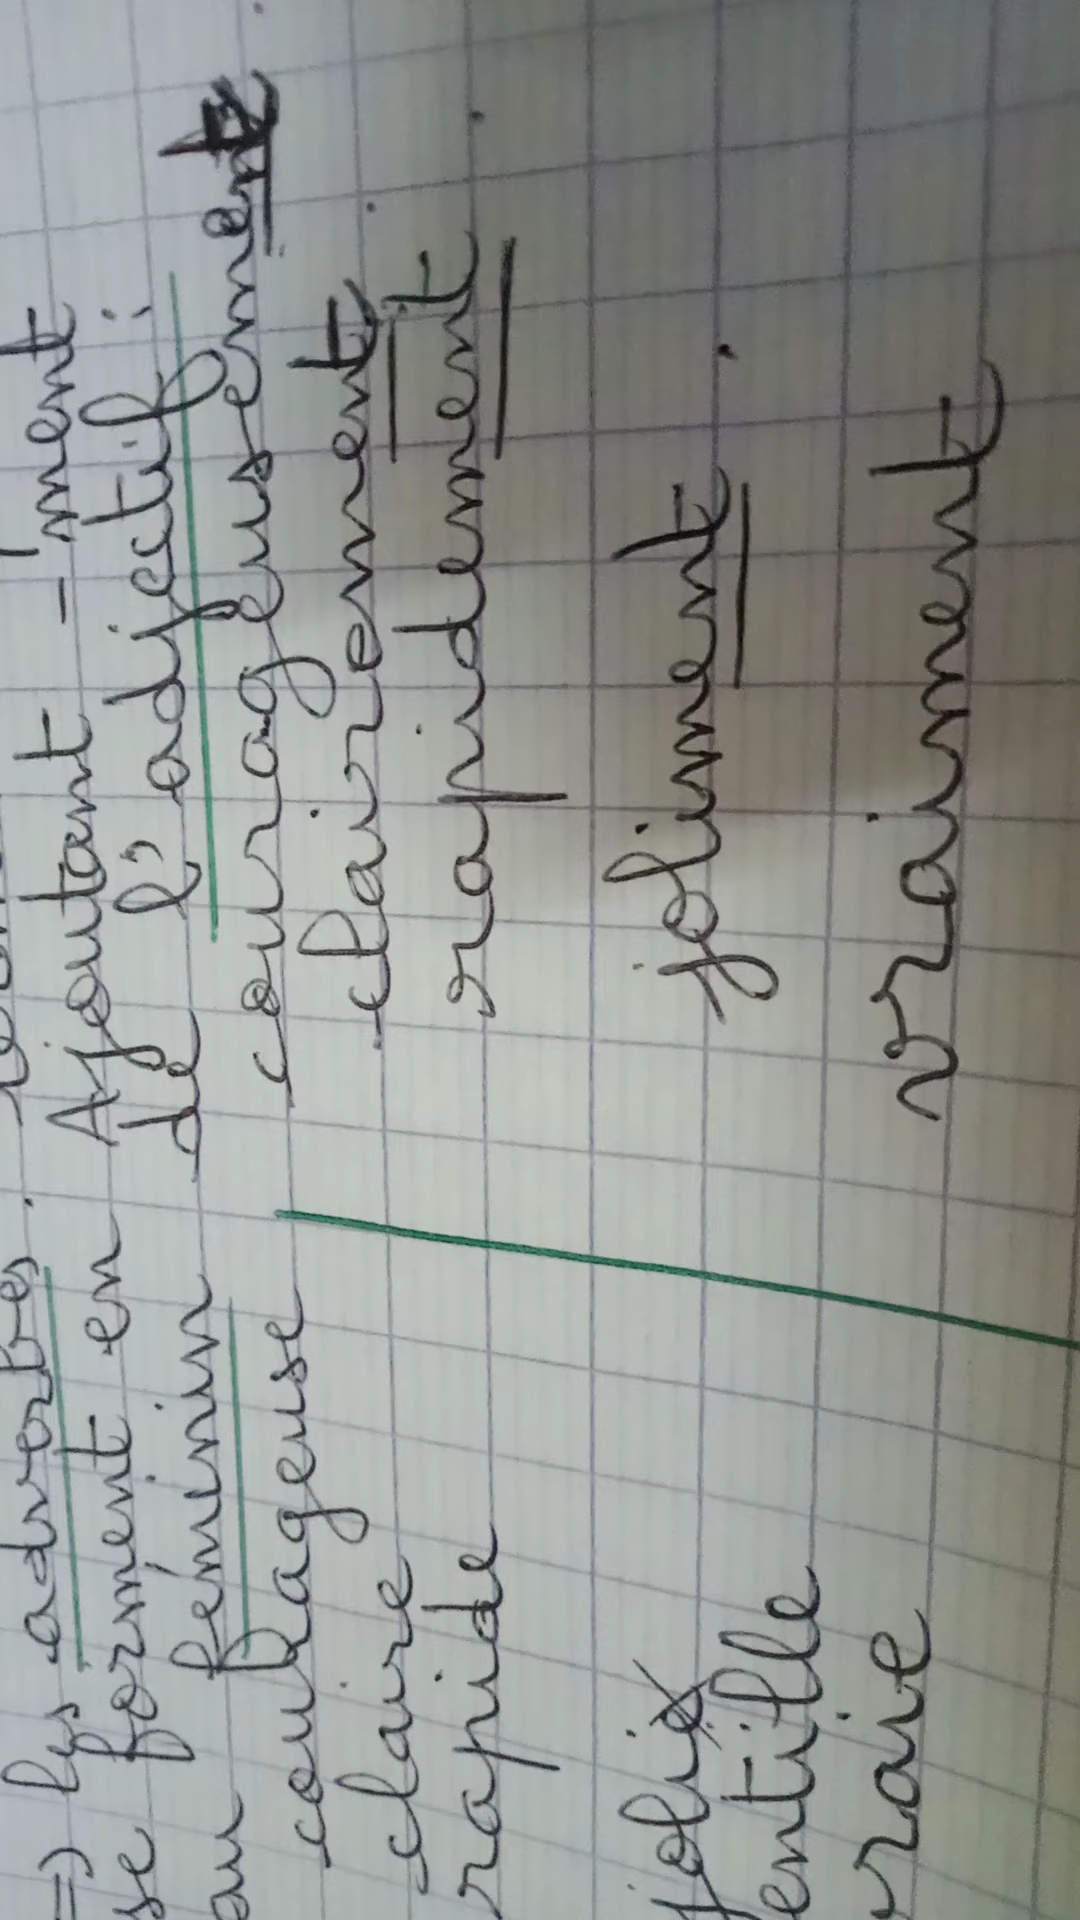 => les adverbes.
se forment en Ajoutant -ment
au féminin de l'adjectif :
courageuse courageusement
claire clairement
rapide rapidement
jolie joliment
entille
vraie vraiment